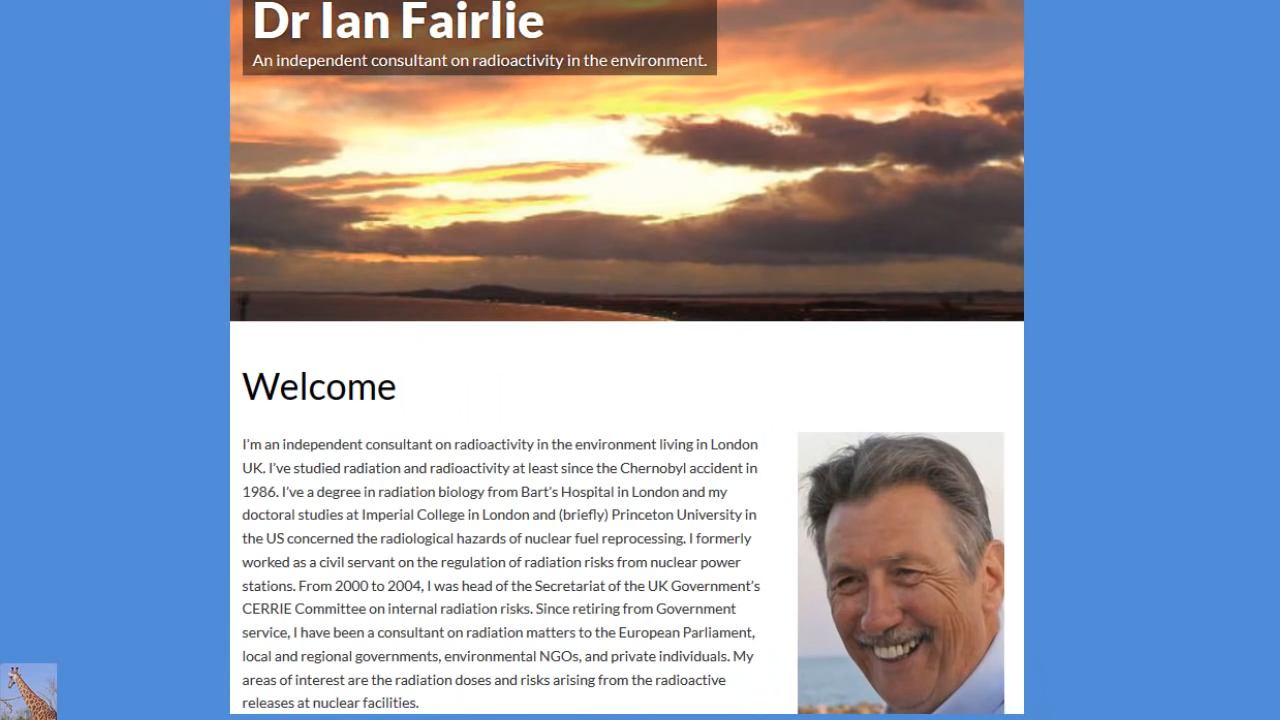 Dr Ian Fairlie
An independent consultant on radioactivity in the environment.
Welcome
I'm an independent consultant on radioactivity in the environment living in London
UK. I've studied radiation and radioactivity at least since the Chernobyl accident in
1986. I've a degree in radiation biology from Bart's Hospital in London and my
doctoral studies at Imperial College in London and (briefly) Princeton University in
the US concerned the radiological hazards of nuclear fuel reprocessing. I formerly
worked as a civil servant on the regulation of radiation risks from nuclear power
stations. From 2000 to 2004, I was head of the Secretariat of the UK Government's
CERRIE Committee on internal radiation risks. Since retiring from Government
service, I have been a consultant on radiation matters to the European Parliament,
local and regional governments, environmental NGOs, and private individuals. My
areas of interest are the radiation doses and risks arising from the radioactive
releases at nuclear facilities.